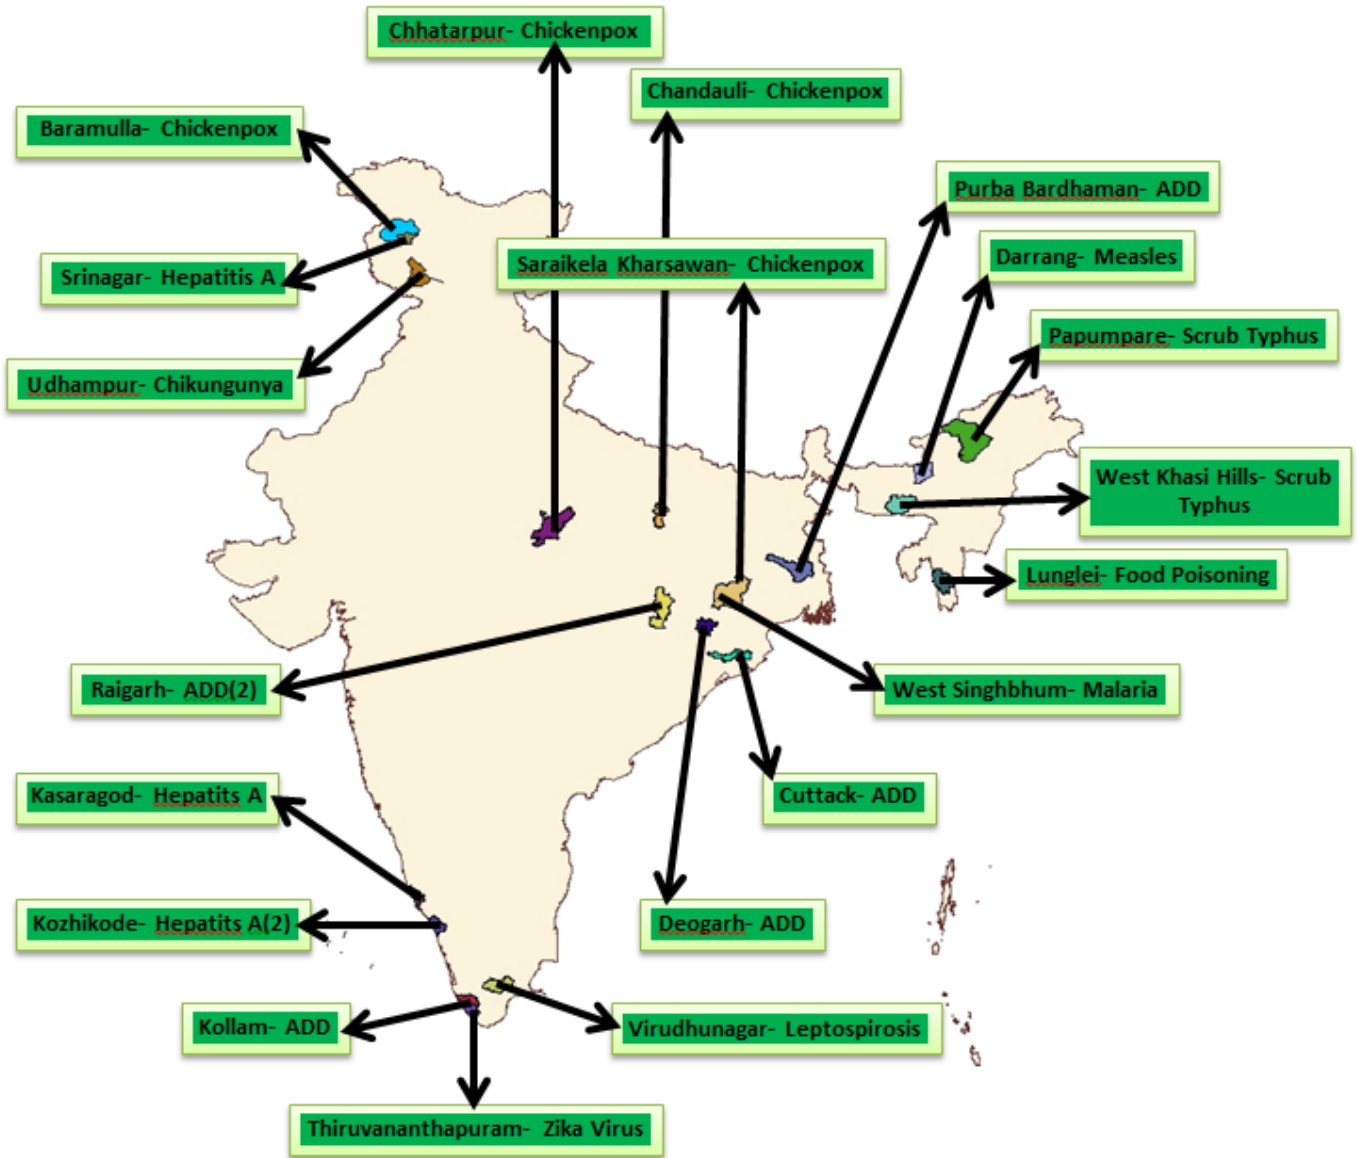 Chhatarpur- Chickenpox
Chandauli- Chickenpox
Baramulla- Chickenpox
Purba Bardhaman- ADD
Srinagar- Hepatitis A
Saraikela Kharsawan- Chickenpox
Darrang- Measles
Papumpare- Scrub Typhus
Udhampur- Chikungunya
West Khasi Hills- Scrub
Typhus
Lunglei- Food Poisoning
Raigarh- ADD(2)
West Singhbhum- Malaria
Kasaragod- Hepatits A
Cuttack- ADD
Kozhikode- Hepatits A(2)
Deogarh- ADD
Kollam- ADD
Virudhunagar- Leptospirosis
Thiruvananthapuram- Zika Virus